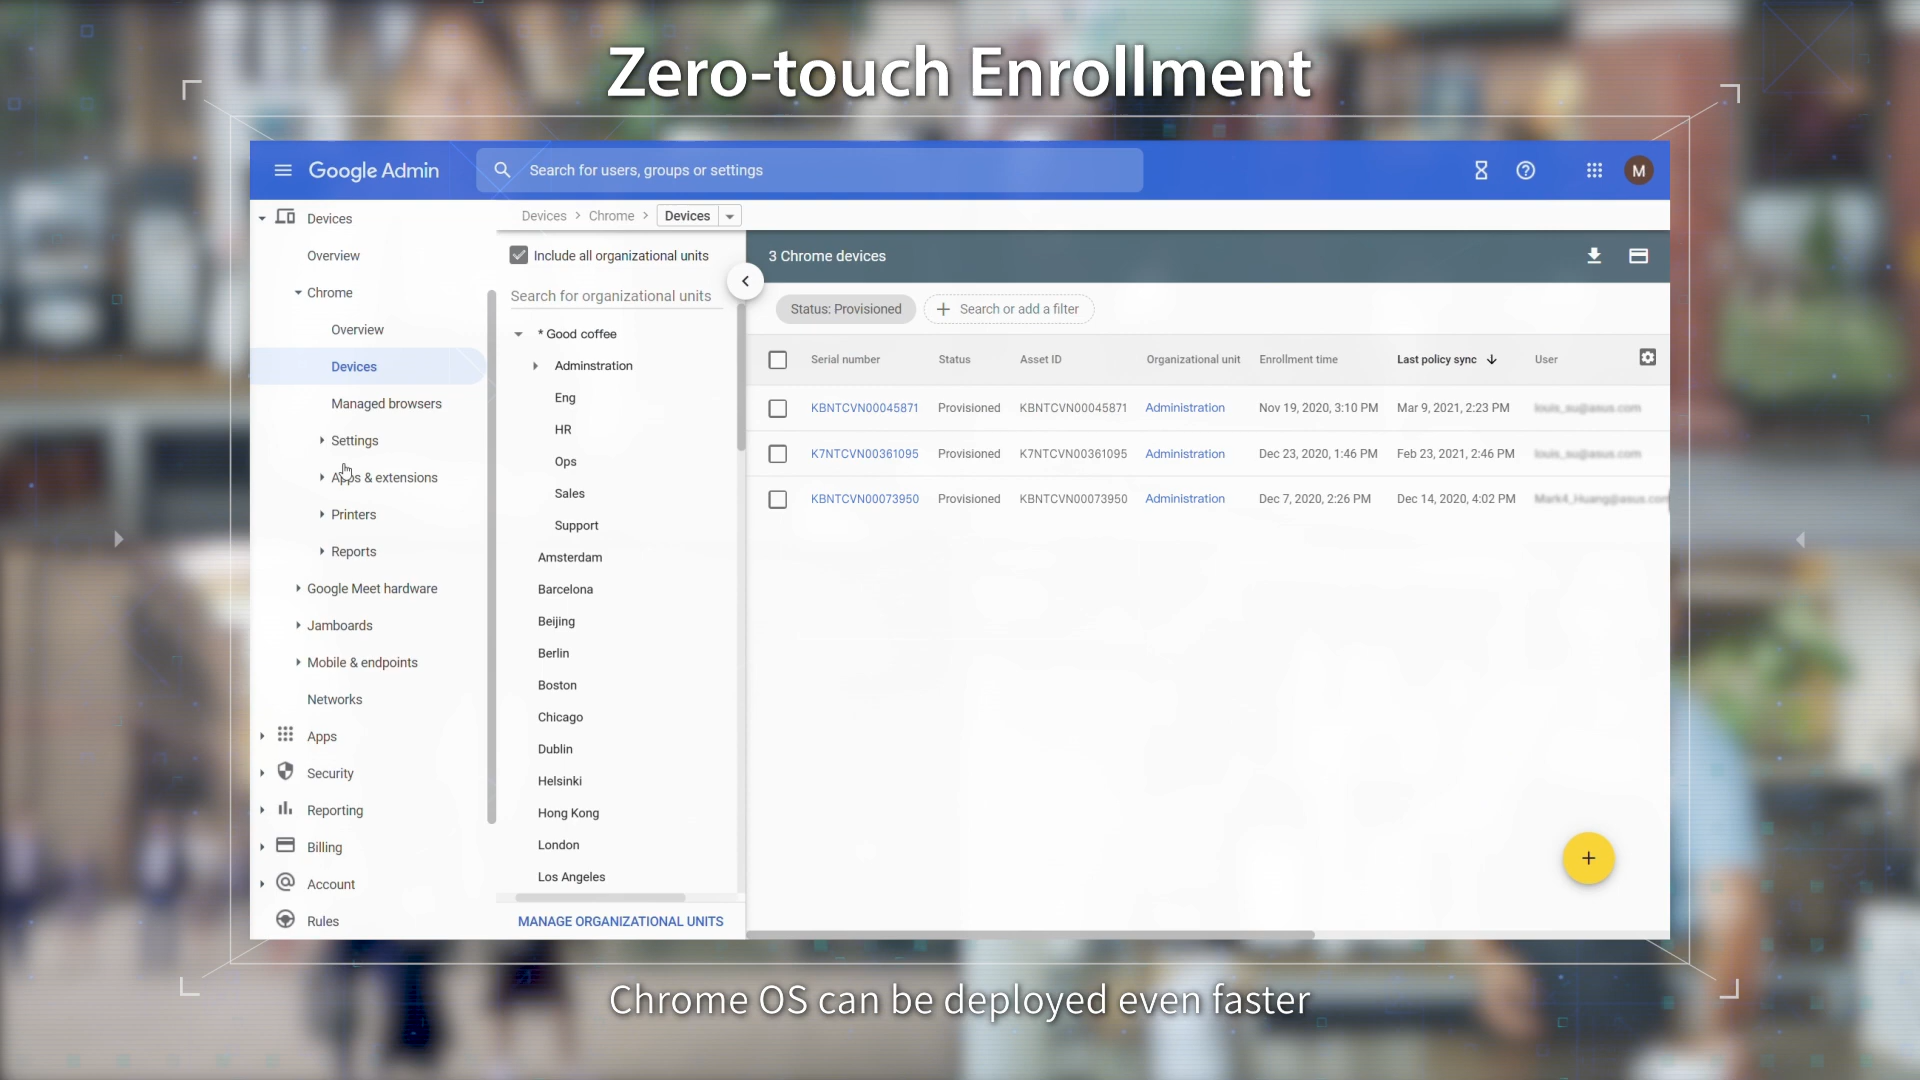 Zero-touch Enrollment
Google Admin
Search for users, groups or settings
M
Devices
Overview
Chrome
Overview
Devices
Managed browsers
Settings
Apps & extensions
Printers
Reports
Google Meet hardware
Jamboards
Mobile & endpoints
Networks
Apps
Security
Reporting
Billing
Account
Rules
Devices > Chrome > Devices
Include all organizational units
Search for organizational units
* Good coffee
Adminstration
Eng
HR
Ops
Sales
Support
Amsterdam
Barcelona
Beijing
Berlin
Boston
Chicago
Dublin
Helsinki
Hong Kong
London
Los Angeles
MANAGE ORGANIZATIONAL UNITS
3 Chrome devices
Status: Provisioned
Search or add a filter
Serial number Status Asset ID Organizational unit Enrollment time Last policy sync User
KBNTCVN00045871 Provisioned KBNTCVN00045871 Administration Nov 19, 2020, 3:10 PM Mar 9, 2021, 2:23 PM
K7NTCVN00361095 Provisioned K7NTCVN00361095 Administration Dec 23, 2020, 1:46 PM Feb 23, 2021, 2:46 PM
KBNTCVN00073950 Provisioned KBNTCVN00073950 Administration Dec 7, 2020, 2:26 PM Dec 14, 2020, 4:02 PM
Chrome OS can be deployed even faster